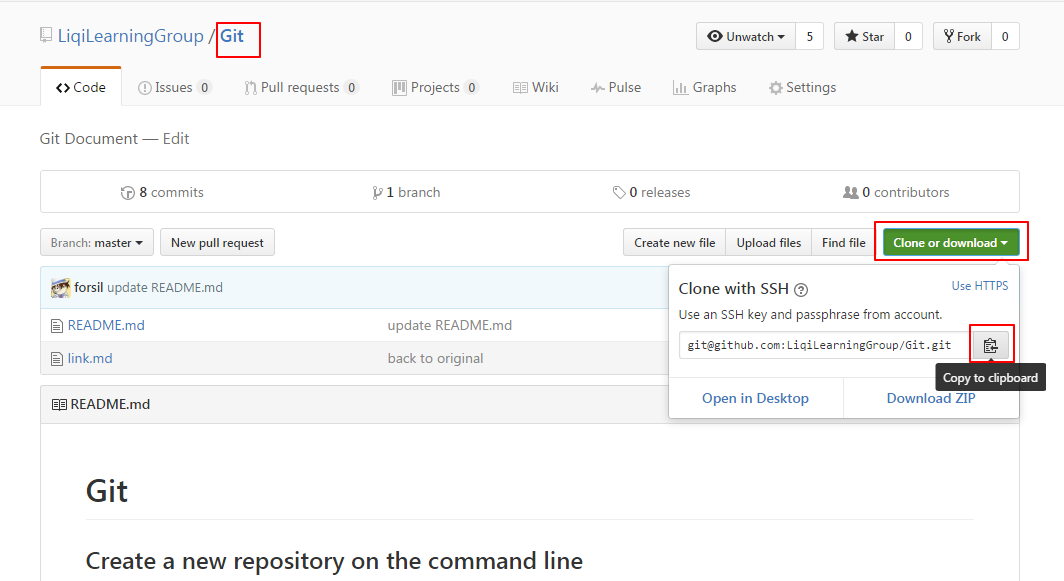 LiqiLearningGroup / Git
Unwatch 5 Star 0 Fork 0
Code Issues 0 Pull requests 0 Projects 0 Wiki Pulse Graphs Settings
Git Document — Edit
8 commits 1 branch 0 releases 0 contributors
Branch: master New pull request Create new file Upload files Find file Clone or download
forsil update README.md
README.md update README.md
link.md back to original
Clone with SSH ? Use HTTPS
Use an SSH key and passphrase from account.
git@github.com:LiqiLearningGroup/Git.git
Copy to clipboard
Open in Desktop Download ZIP
README.md
Git
Create a new repository on the command line